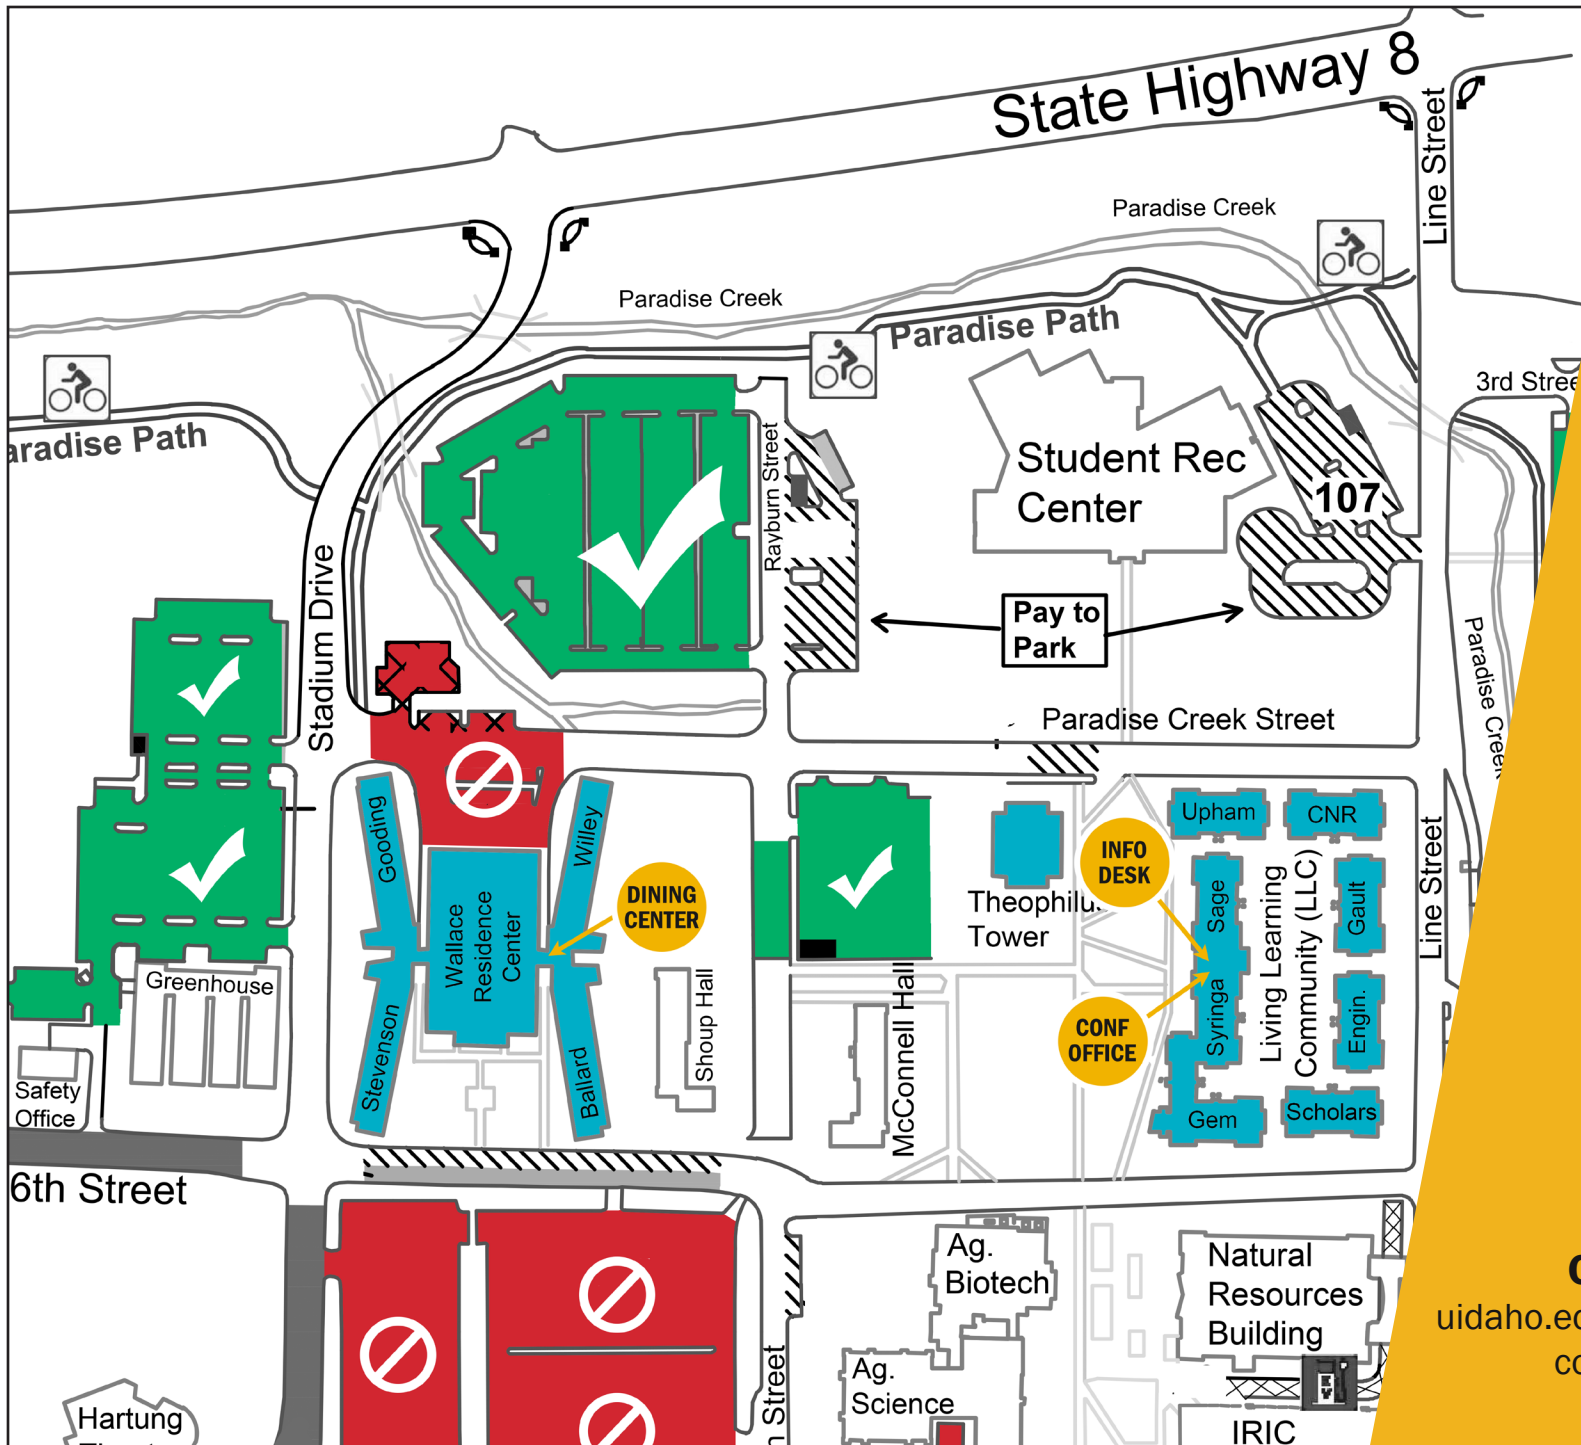 State Highway 8
Line Street
Paradise Creek
Paradise Creek
Paradise Path
3rd Stree
aradise Path
Student Rec
Center
107
Rayburn Street
Stadium Drive
Pay to
Park
Paradise Creek
Paradise Creek Street
Gooding
Willey
Upham
CNR
INFO
DESK
DINING
CENTER
Wallace
Residence
Center
Theophilus
Tower
Sage
Living Learning
Community (LLC)
Gault
Line Street
Greenhouse
Shoup Hall
McConnell Hall
Syringa
Engin.
CONF
OFFICE
Stevenson
Ballard
Safety
Office
Gem
Scholars
6th Street
Ag.
Biotech
Natural
Resources
Building
uidaho.ed
co
Ag.
Science
Street
Hartung
IRIC